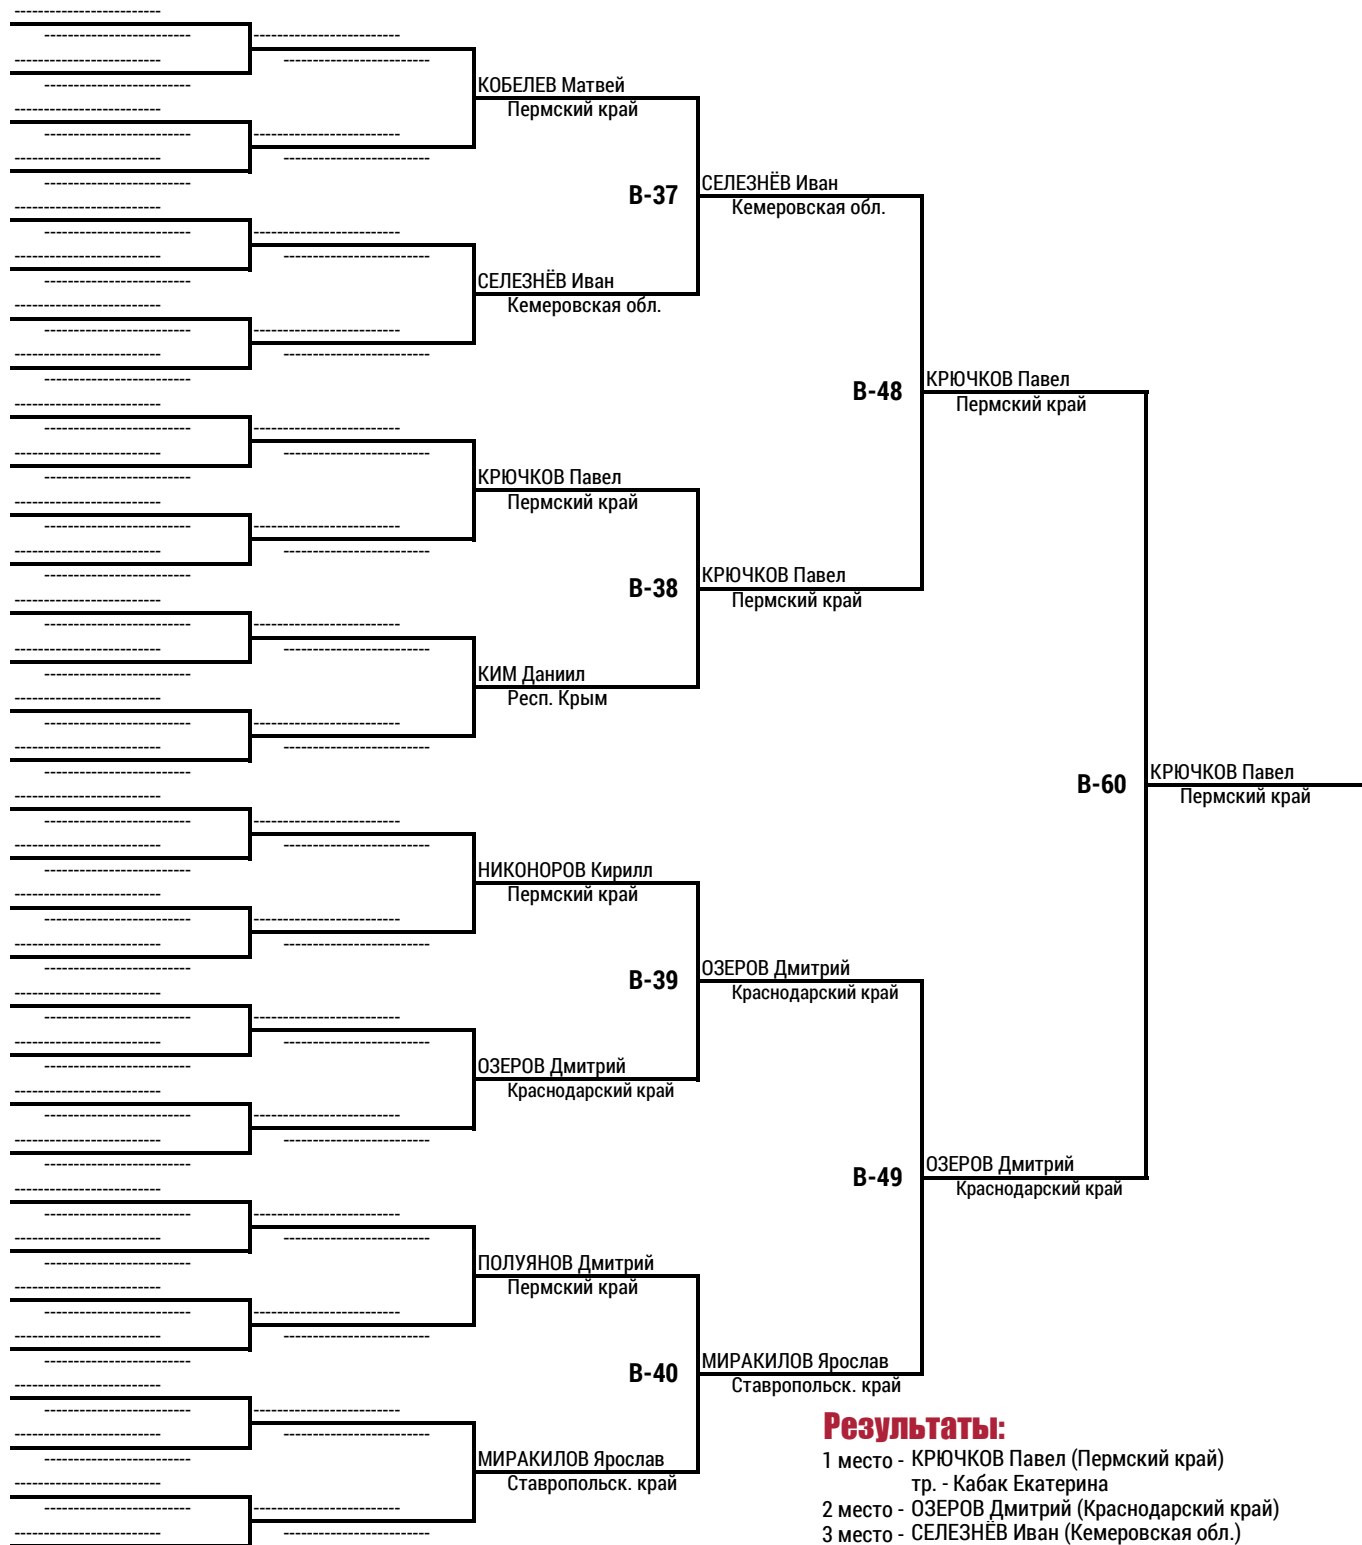 КОБЕЛЕВ Матвей
Пермский край
B-37
СЕЛЕЗНЁВ Иван
Кемеровская обл.
СЕЛЕЗНЁВ Иван
Кемеровская обл.
B-48
КРЮЧКОВ Павел
Пермский край
КРЮЧКОВ Павел
Пермский край
B-38
КРЮЧКОВ Павел
Пермский край
КИМ Даниил
Респ. Крым
B-60
КРЮЧКОВ Павел
Пермский край
НИКОНОРОВ Кирилл
Пермский край
B-39
ОЗЕРОВ Дмитрий
Краснодарский край
ОЗЕРОВ Дмитрий
Краснодарский край
B-49
ОЗЕРОВ Дмитрий
Краснодарский край
ПОЛУЯНОВ Дмитрий
Пермский край
B-40
МИРАКИЛОВ Ярослав
Ставропольск. край
МИРАКИЛОВ Ярослав
Ставропольск. край
Результаты:
1 место - КРЮЧКОВ Павел (Пермский край)
тр. - Кабак Екатерина
2 место - ОЗЕРОВ Дмитрий (Краснодарский край)
3 место - СЕЛЕЗНЁВ Иван (Кемеровская обл.)